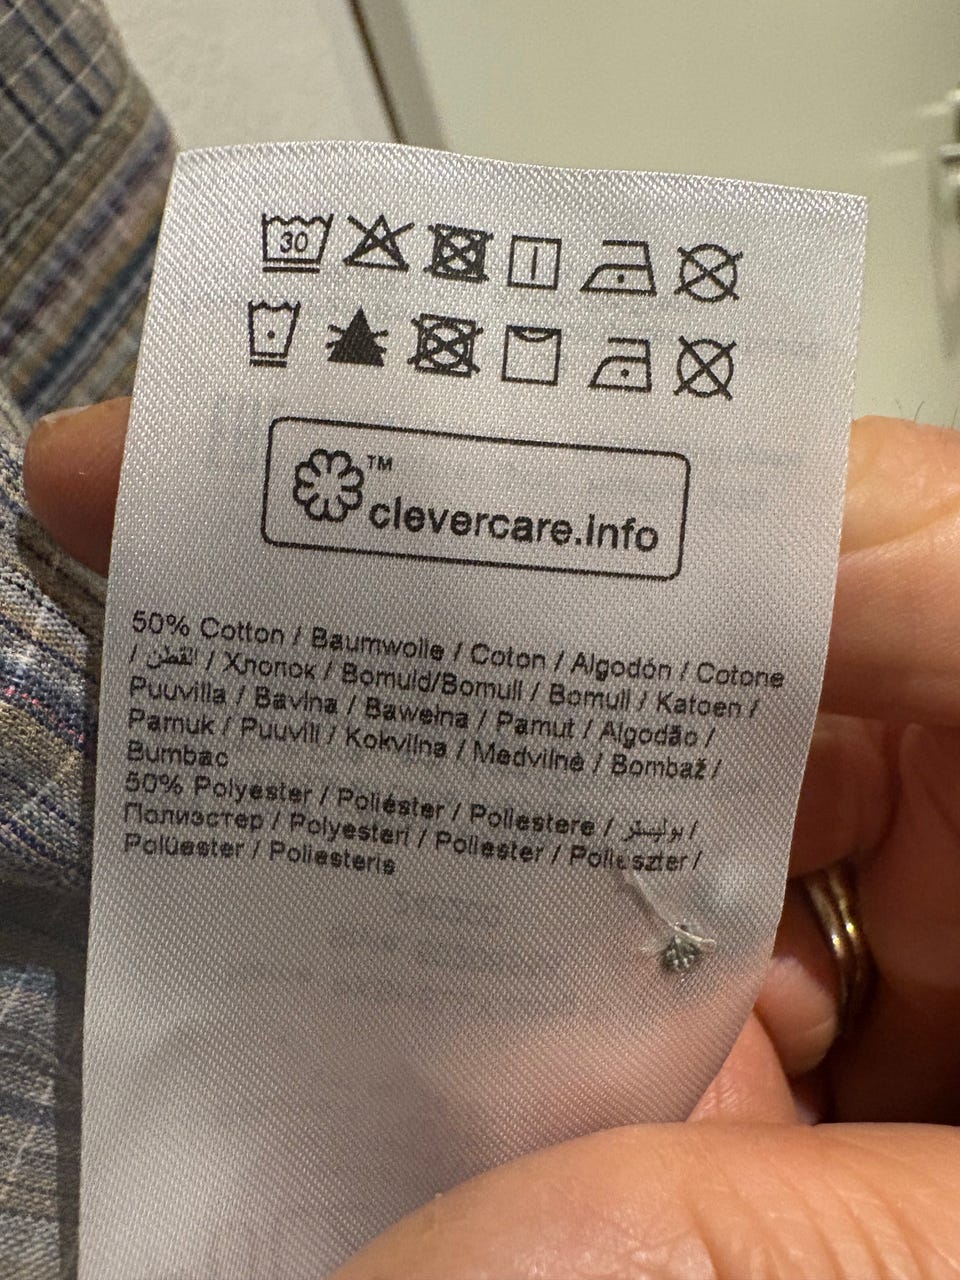 30
™
clevercare.info
50% Cotton / Baumwolle / Coton / Algodón / Cotone
/ القطن / Хлопок / Bomuld/Bomull / Bomull / Katoen /
Puuvilla / Bavlna / Bawełna / Pamut / Algodão /
Pamuk / Puuvill / Kokvilna / Medvilnė / Bombaž /
Bumbac
50% Polyester / Poliéster / Poliestere / بوليستر /
Полиэстер / Polyesteri / Poliester / Poliészter /
Polüester / Poliesteris